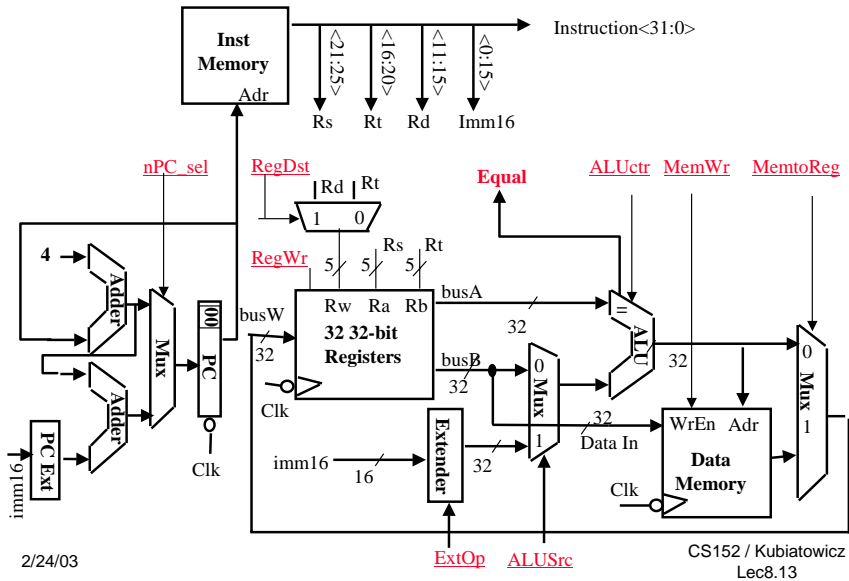 Inst
Memory
Adr
Instruction<31:0>
<21:25>
<16:20>
<11:15>
<0:15>
Rs
Rt
Rd
Imm16
nPC_sel
RegDst
Equal
ALUctr
MemWr
MemtoReg
Rd
Rt
1
0
4
Adder
RegWr
5
5
Rs
5
Rt
busW
32
Rw
Ra
Rb
32 32-bit
Registers
busA
32
busB
32
=
ALU
32
0
Mux
1
00
PC
Mux
Adder
Clk
Clk
0
Mux
1
32
Data In
WrEn
Adr
Data
Memory
Clk
imm16
PC Ext
imm16
16
Extender
32
ExtOp
ALUSrc
2/24/03
CS152 / Kubiatowicz
Lec8.13